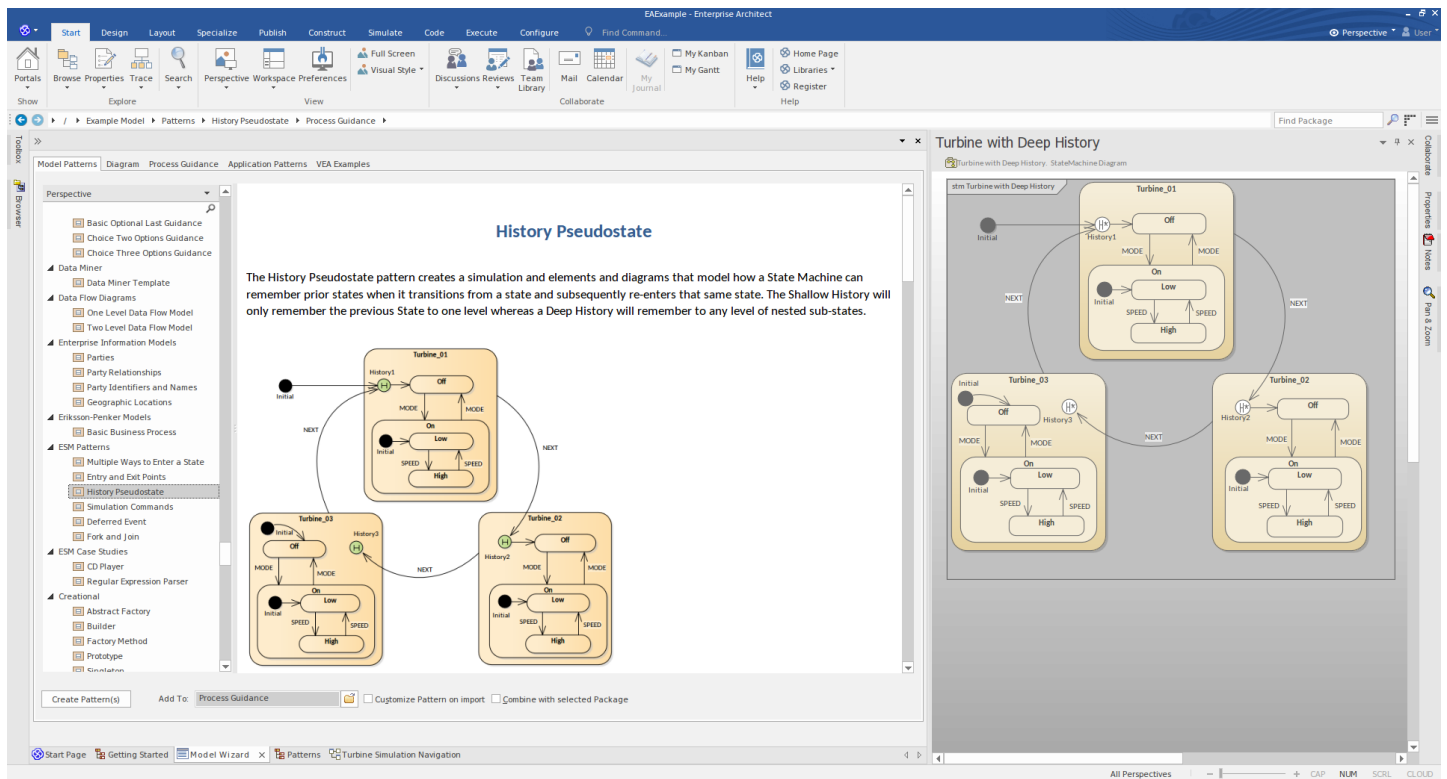 EAExample - Enterprise Architect
Start Design Layout Specialize Publish Construct Simulate Code Execute Configure Find Command... Perspective User
Portals Browse Properties Trace Search Perspective Workspace Preferences Full Screen Visual Style Discussions Reviews Team Library Mail Calendar My Journal My Kanban My Gantt Help Home Page Libraries Register
Show Explore View Collaborate Help
/ Example Model Patterns History Pseudostate Process Guidance Find Package
Toolbox
Browser
Model Patterns Diagram Process Guidance Application Patterns VEA Examples
Perspective
Basic Optional Last Guidance
Choice Two Options Guidance
Choice Three Options Guidance
Data Miner
Data Miner Template
Data Flow Diagrams
One Level Data Flow Model
Two Level Data Flow Model
Enterprise Information Models
Parties
Party Relationships
Party Identifiers and Names
Geographic Locations
Eriksson-Penker Models
Basic Business Process
ESM Patterns
Multiple Ways to Enter a State
Entry and Exit Points
History Pseudostate
Simulation Commands
Deferred Event
Fork and Join
ESM Case Studies
CD Player
Regular Expression Parser
Creational
Abstract Factory
Builder
Factory Method
Prototype
Singleton
History Pseudostate
The History Pseudostate pattern creates a simulation and elements and diagrams that model how a State Machine can
remember prior states when it transitions from a state and subsequently re-enters that same state. The Shallow History will
only remember the previous State to one level whereas a Deep History will remember to any level of nested sub-states.
Turbine_01
History1
H
Off
Initial
MODE MODE
On
Low
Initial
SPEED SPEED
High
NEXT
NEXT
Turbine_03
Initial
History3
H
Off
MODE MODE
On
Low
Initial
SPEED SPEED
High
NEXT
Turbine_02
H
Off
History2
MODE MODE
On
Low
Initial
SPEED SPEED
High
Create Pattern(s) Add To: Process Guidance Customize Pattern on import Combine with selected Package
Start Page Getting Started Model Wizard Patterns Turbine Simulation Navigation
Turbine with Deep History
Turbine with Deep History. StateMachine Diagram
stm Turbine with Deep History
Turbine_01
H*
Off
Initial
History1
MODE MODE
On
Low
Initial
SPEED SPEED
High
NEXT
NEXT
Turbine_03
Initial
Off
H*
History3
MODE MODE
On
Low
Initial
SPEED SPEED
High
NEXT
Turbine_02
H*
Off
History2
MODE MODE
On
Low
Initial
SPEED SPEED
High
Collaborate
Properties
Notes
Pan & Zoom
All Perspectives CAP NUM SCRL CLOUD